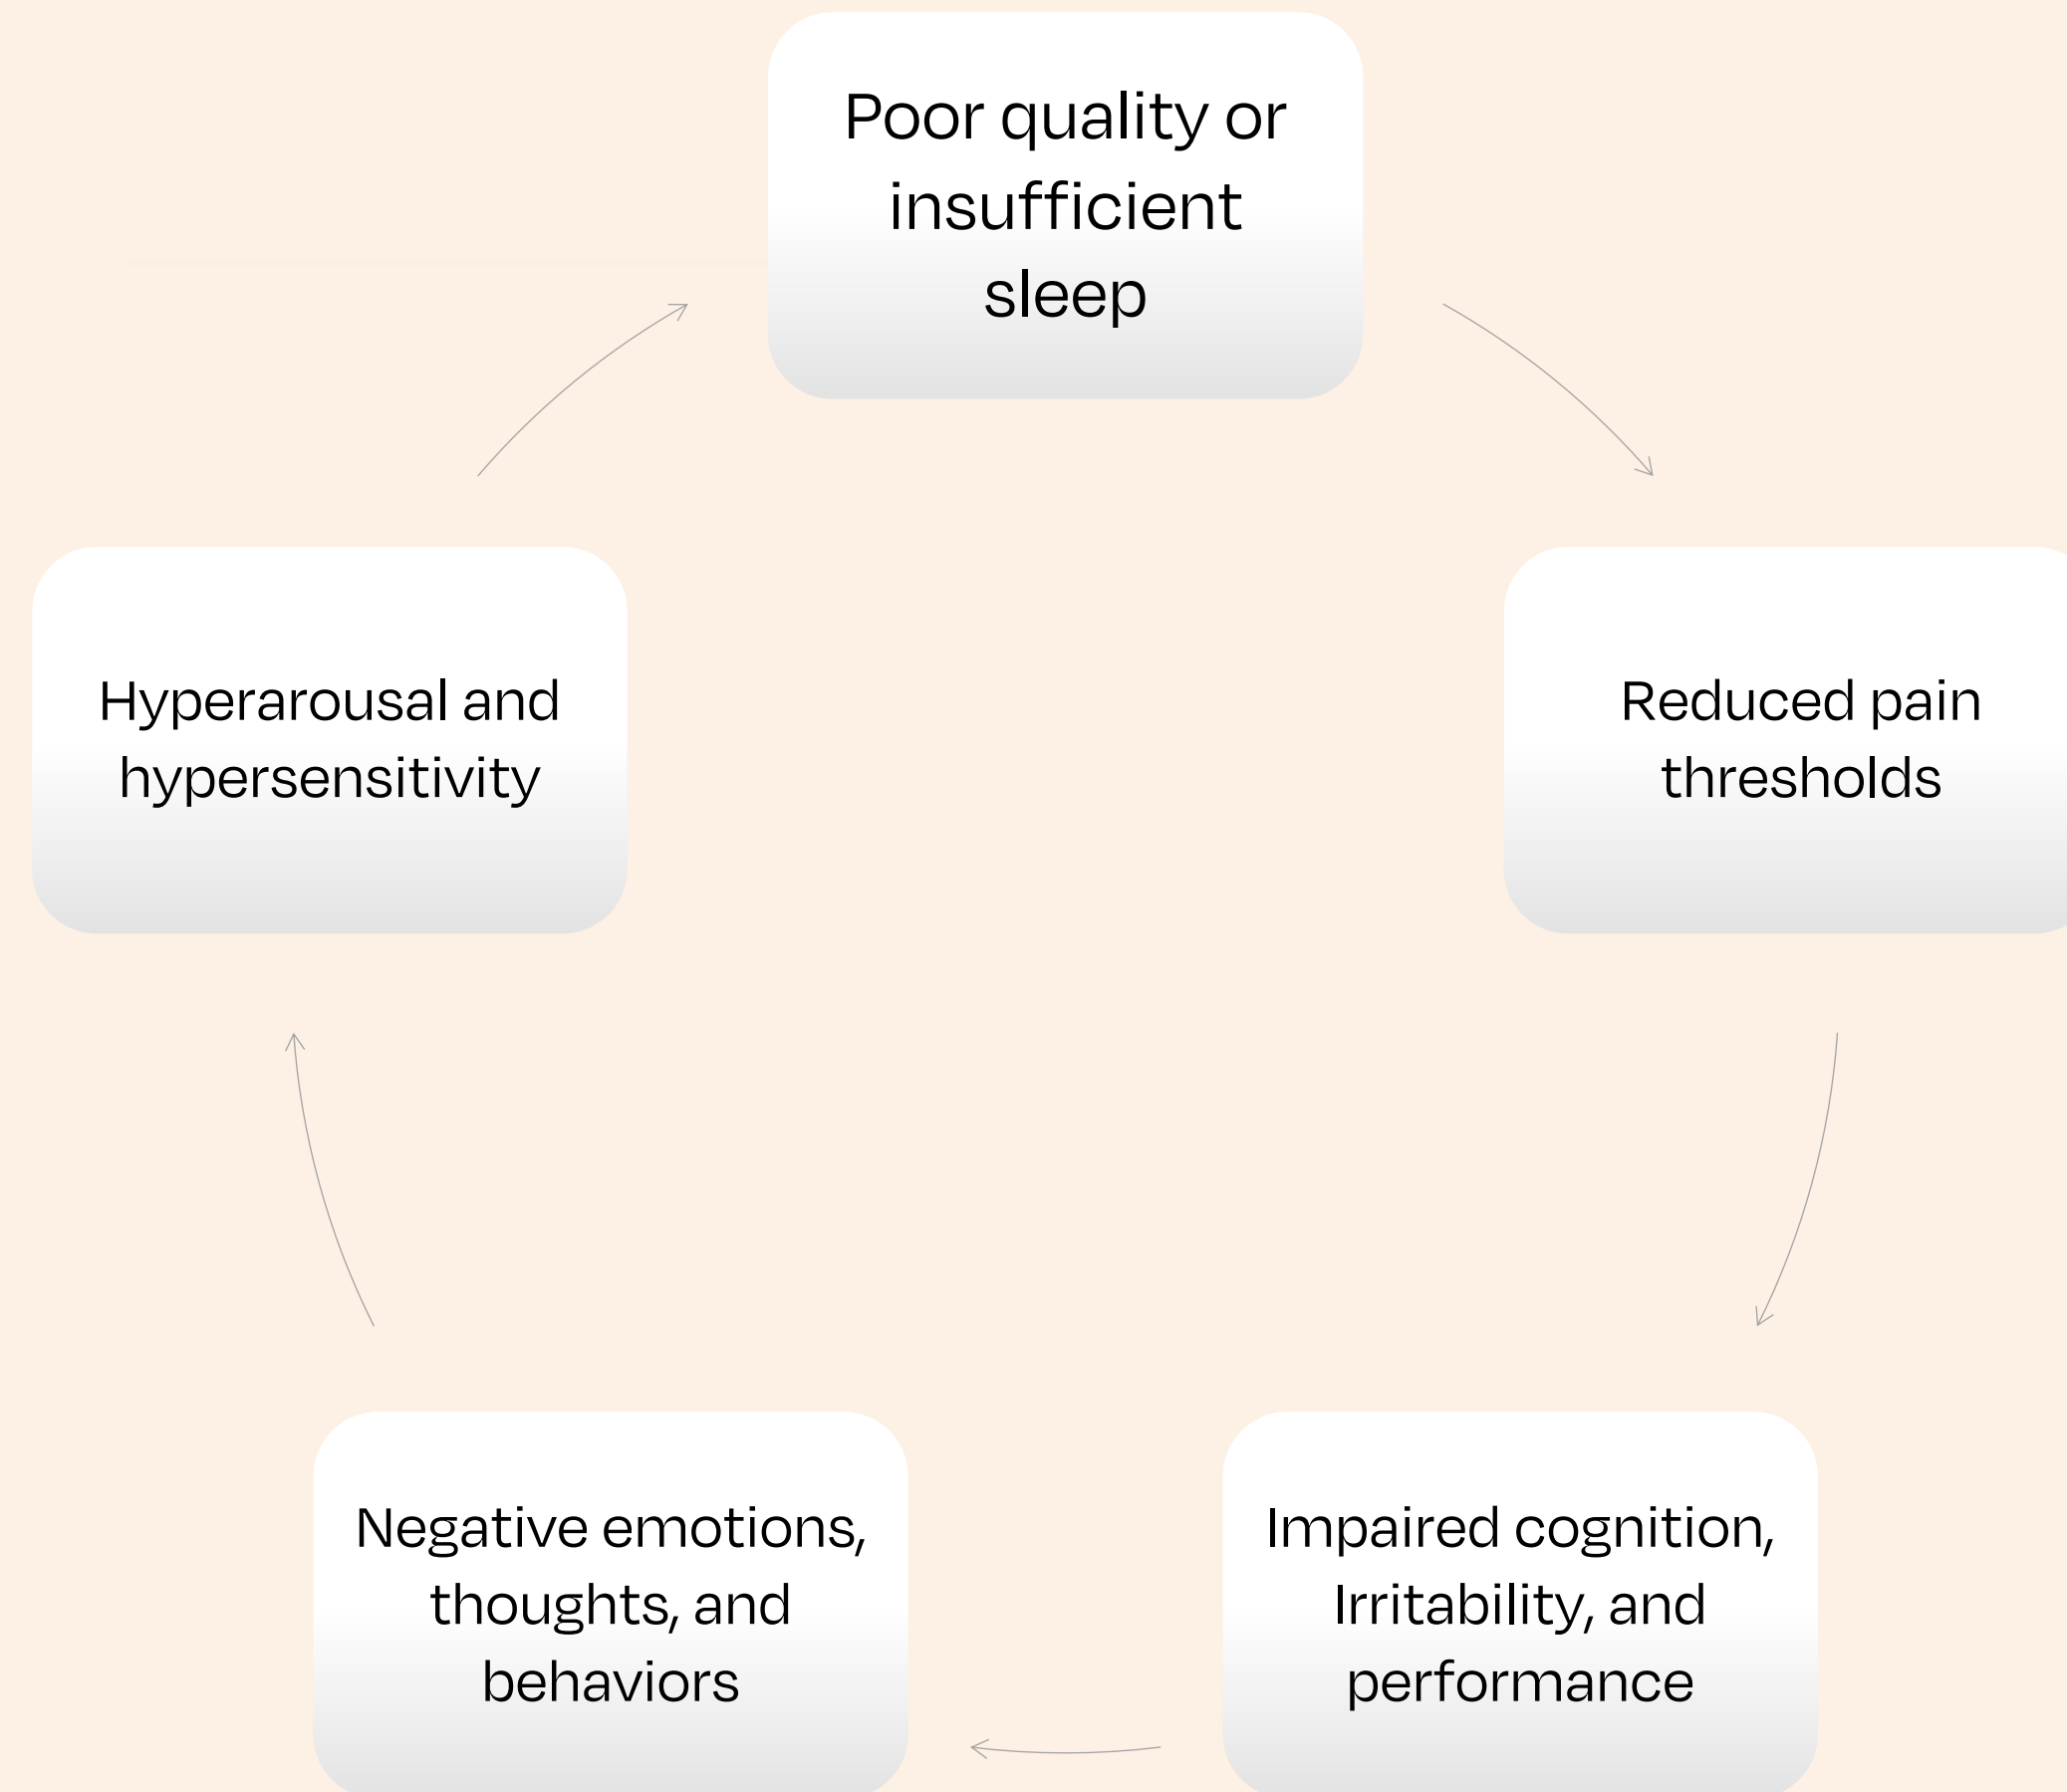 Poor quality or
insufficient
sleep
Hyperarousal and
hypersensitivity
Reduced pain
thresholds
Negative emotions,
thoughts, and
behaviors
Impaired cognition,
Irritability, and
performance